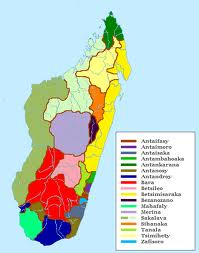 Antaifasy
Antaimoro
Antaisaka
Antambahoaka
Antankarana
Antanosy
Antandroy
Bara
Betsileo
Betsimisaraka
Bezanozano
Mahafaly
Merina
Sakalava
Sihanaka
Tanala
Tsimihety
Zafisoro